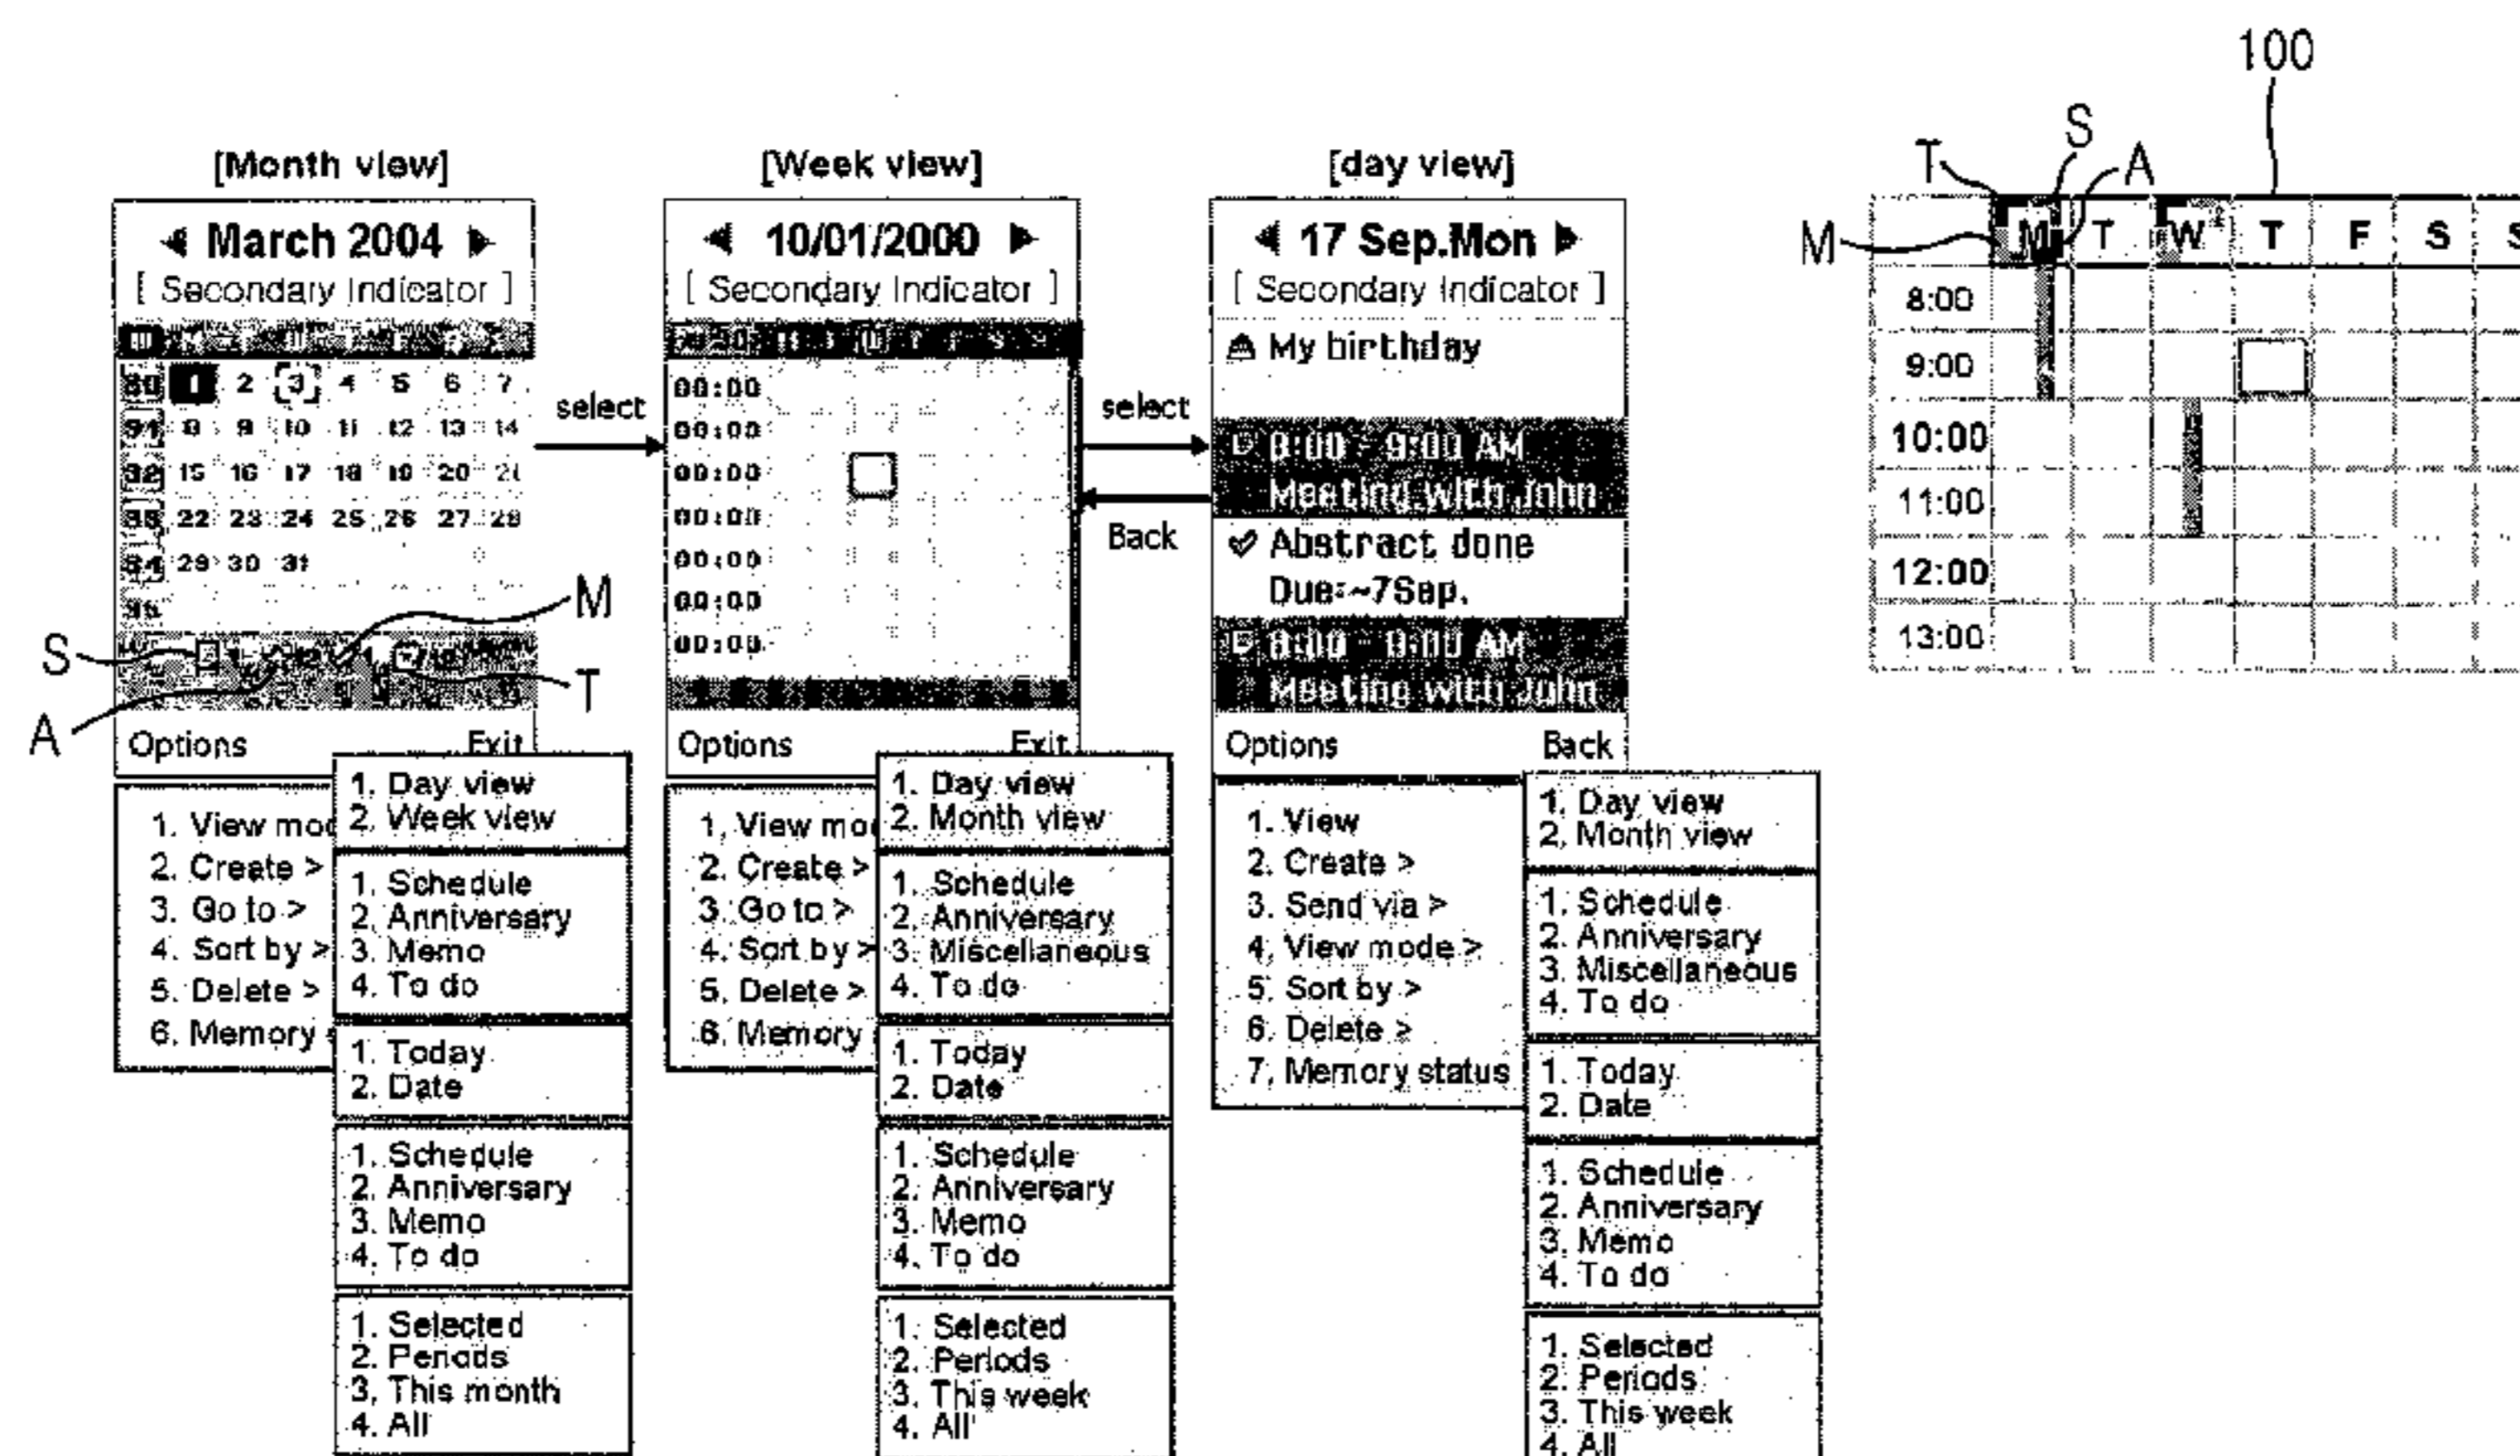 [Month view]
◀ March 2004 ▶
[ Secondary Indicator ]
1 2 3 4 5 6 7
8 9 10 11 12 13 14
15 16 17 18 19 20 21
22 23 24 25 26 27 28
29 30 31
S
A
M
T
Options Exit
1. View mod
2. Create >
3. Go to >
4. Sort by >
5. Delete >
6. Memory
1. Day view
2. Week view
1. Schedule
2. Anniversary
3. Memo
4. To do
1. Today
2. Date
1. Schedule
2. Anniversary
3. Memo
4. To do
1. Selected
2. Periods
3. This month
4. All
select
[Week view]
◀ 10/01/2000 ▶
[ Secondary Indicator ]
00:00
00:00
00:00
00:00
00:00
00:00
00:00
Options Exit
1. View mod
2. Create >
3. Go to >
4. Sort by >
5. Delete >
6. Memory
1. Day view
2. Month view
1. Schedule
2. Anniversary
3. Miscellaneous
4. To do
1. Today
2. Date
1. Schedule
2. Anniversary
3. Memo
4. To do
1. Selected
2. Periods
3. This week
4. All
select
Back
[day view]
◀ 17 Sep.Mon ▶
[ Secondary Indicator ]
My birthday
8:00 - 9:00 AM
Meeting with John
Abstract done
Due:~7Sep.
Meeting with John
Options Back
1. View
2. Create >
3. Send via >
4. View mode >
5. Sort by >
6. Delete >
7. Memory status
1. Day view
2. Month view
1. Schedule
2. Anniversary
3. Miscellaneous
4. To do
1. Today
2. Date
1. Schedule
2. Anniversary
3. Memo
4. To do
1. Selected
2. Periods
3. This week
4. All
100
T S A
M
M T W T F S S
8:00
9:00
10:00
11:00
12:00
13:00